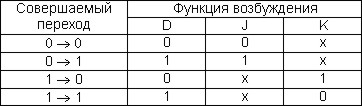 Совершаемый переход Функция возбуждения
D J K
0 → 0 0 0 x
0 → 1 1 1 x
1 → 0 0 x 1
1 → 1 1 x 0